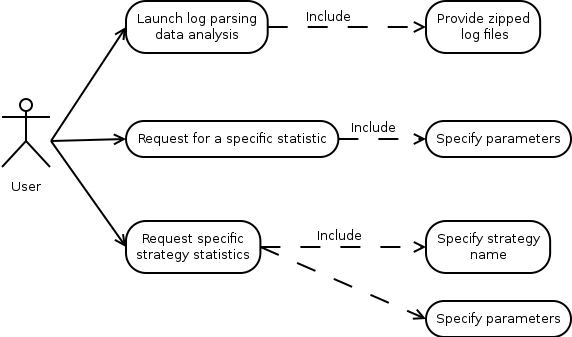 Launch log parsing
data analysis
Include
Provide zipped
log files
Request for a specific statistic
Include
Specify parameters
User
Request specific
strategy statistics
Include
Specify strategy
name
Specify parameters